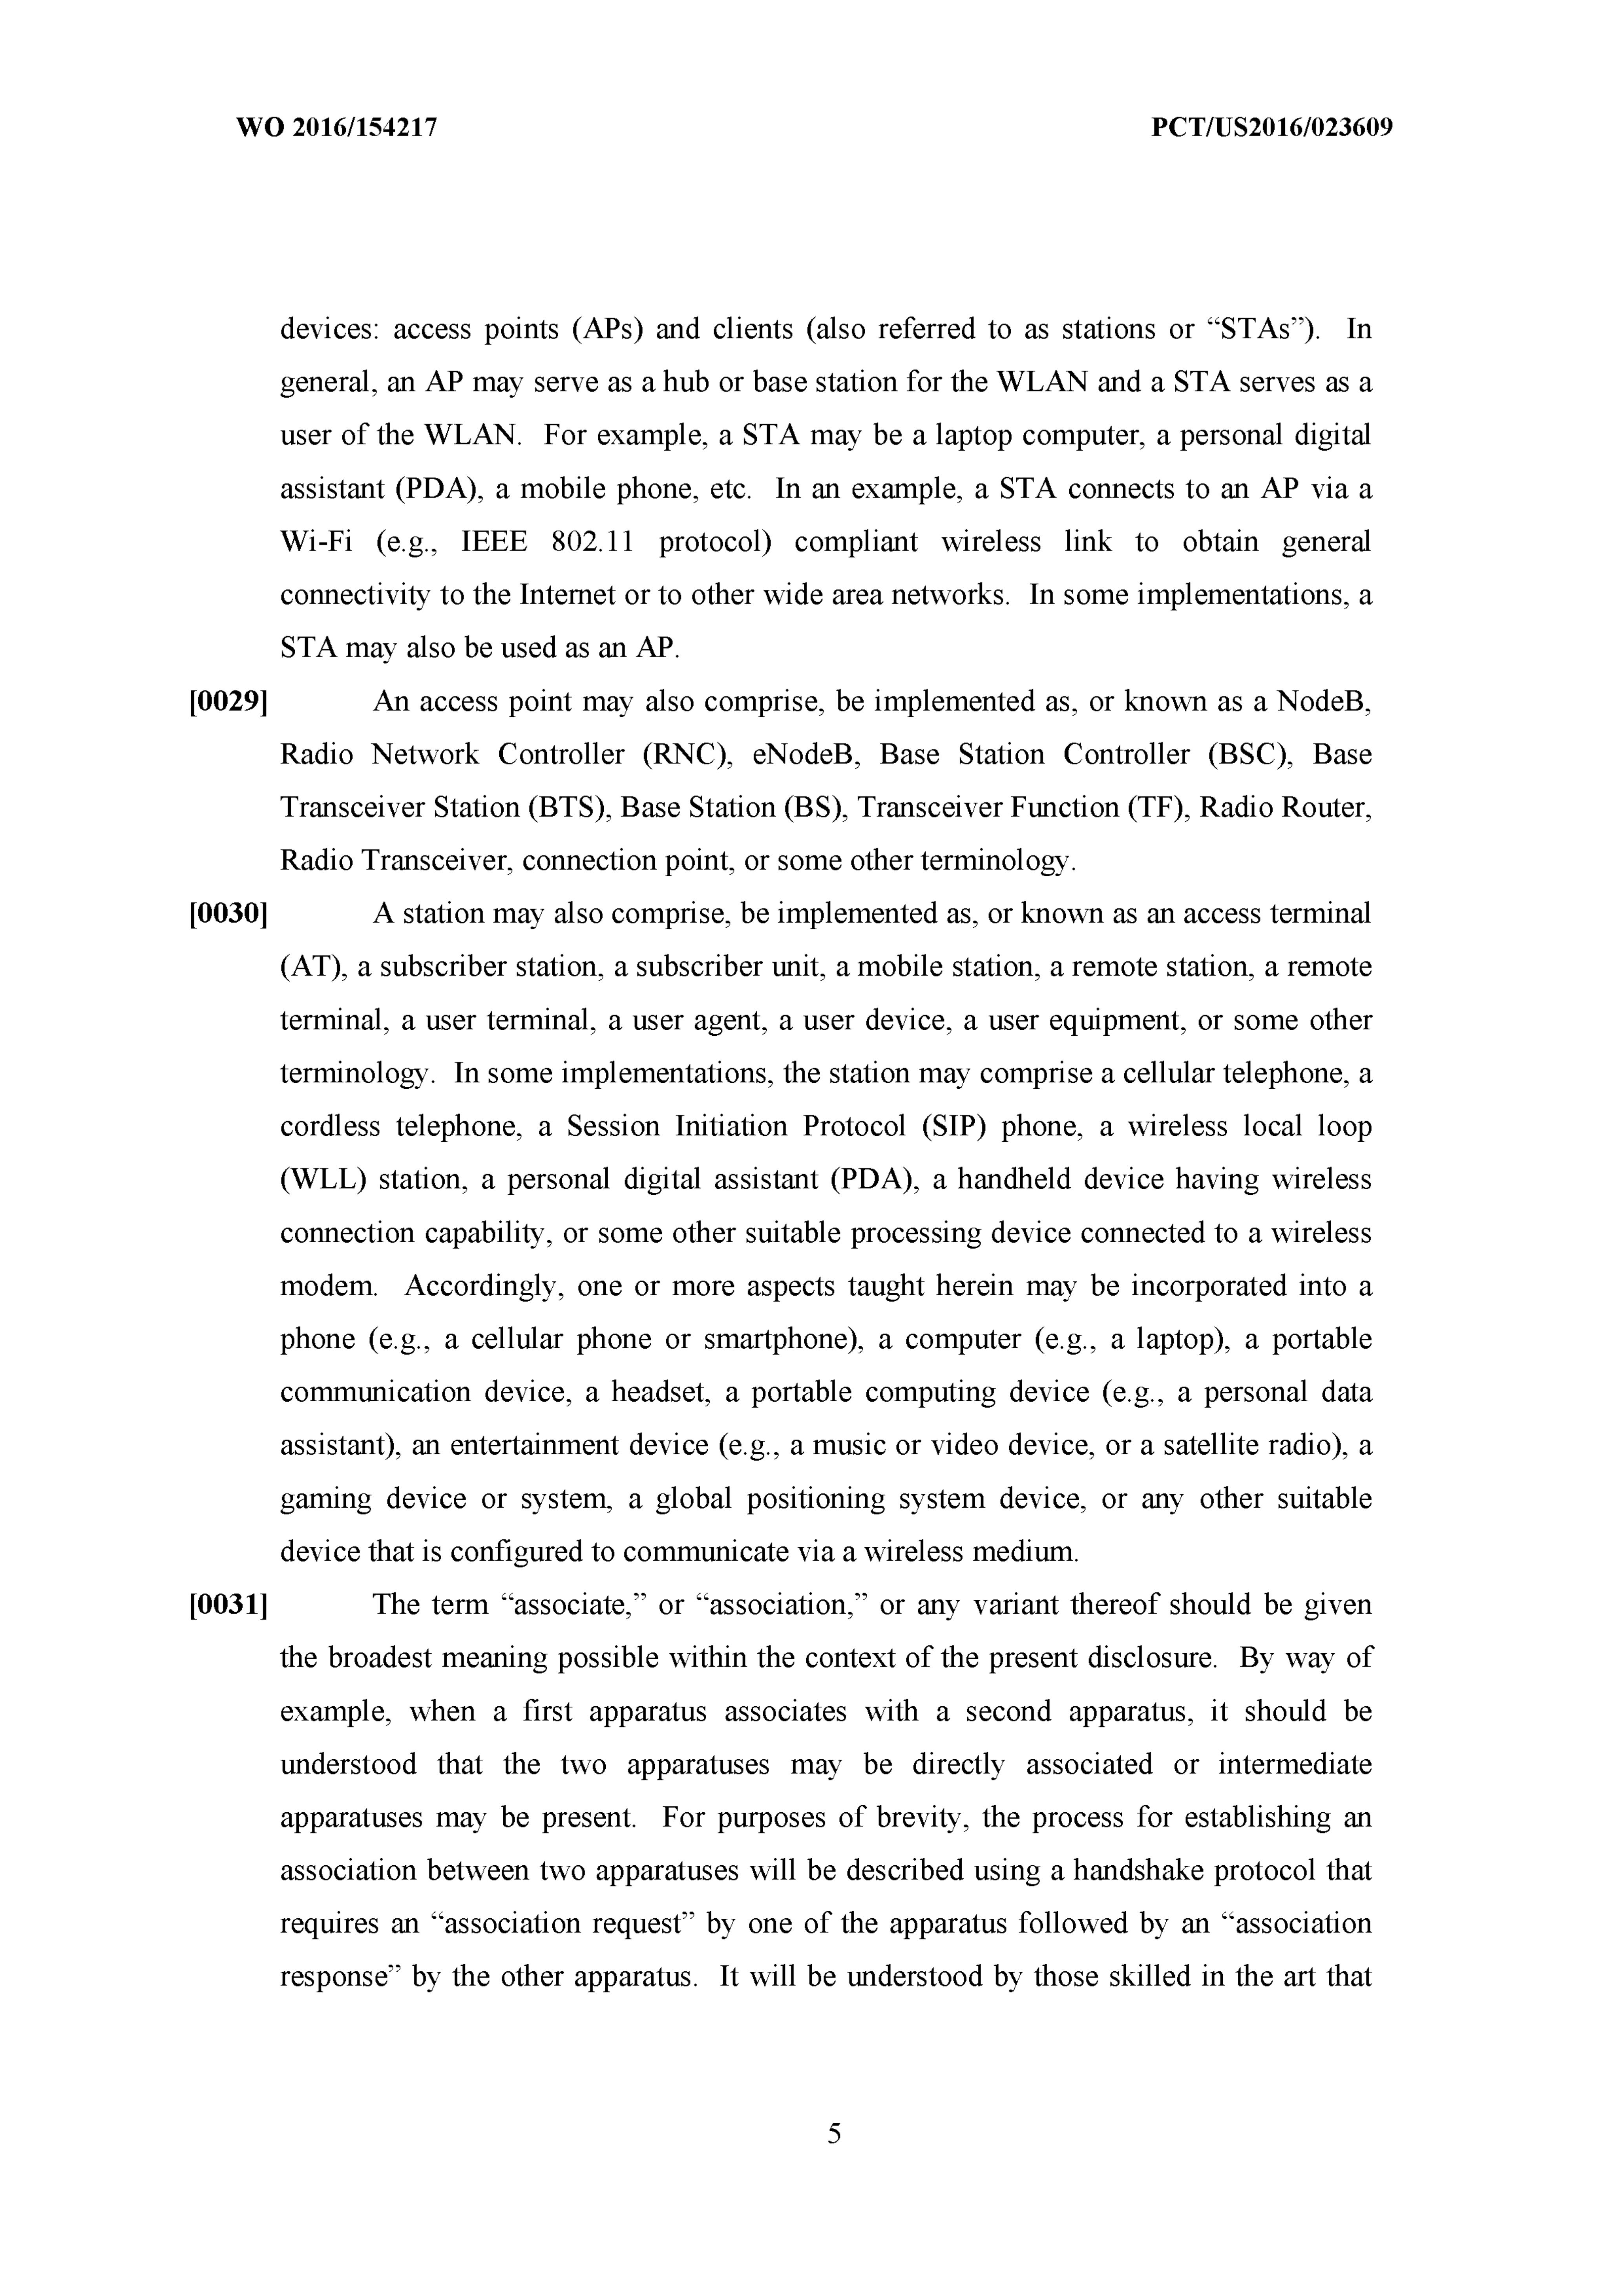 WO 2016/154217 PCT/US2016/023609
devices: access points (APs) and clients (also referred to as stations or “STAs”). In
general, an AP may serve as a hub or base station for the WLAN and a STA serves as a
user of the WLAN. For example, a STA may be a laptop computer, a personal digital
assistant (PDA), a mobile phone, etc. In an example, a STA connects to an AP via a
Wi-Fi (e.g., IEEE 802.11 protocol) compliant wireless link to obtain general
connectivity to the Internet or to other wide area networks. In some implementations, a
STA may also be used as an AP.
[0029] An access point may also comprise, be implemented as, or known as a NodeB,
Radio Network Controller (RNC), eNodeB, Base Station Controller (BSC), Base
Transceiver Station (BTS), Base Station (BS), Transceiver Function (TF), Radio Router,
Radio Transceiver, connection point, or some other terminology.
[0030] A station may also comprise, be implemented as, or known as an access terminal
(AT), a subscriber station, a subscriber unit, a mobile station, a remote station, a remote
terminal, a user terminal, a user agent, a user device, a user equipment, or some other
terminology. In some implementations, the station may comprise a cellular telephone, a
cordless telephone, a Session Initiation Protocol (SIP) phone, a wireless local loop
(WLL) station, a personal digital assistant (PDA), a handheld device having wireless
connection capability, or some other suitable processing device connected to a wireless
modem. Accordingly, one or more aspects taught herein may be incorporated into a
phone (e.g., a cellular phone or smartphone), a computer (e.g., a laptop), a portable
communication device, a headset, a portable computing device (e.g., a personal data
assistant), an entertainment device (e.g., a music or video device, or a satellite radio), a
gaming device or system, a global positioning system device, or any other suitable
device that is configured to communicate via a wireless medium.
[0031] The term “associate,” or “association,” or any variant thereof should be given
the broadest meaning possible within the context of the present disclosure. By way of
example, when a first apparatus associates with a second apparatus, it should be
understood that the two apparatuses may be directly associated or intermediate
apparatuses may be present. For purposes of brevity, the process for establishing an
association between two apparatuses will be described using a handshake protocol that
requires an “association request” by one of the apparatus followed by an “association
response” by the other apparatus. It will be understood by those skilled in the art that
5